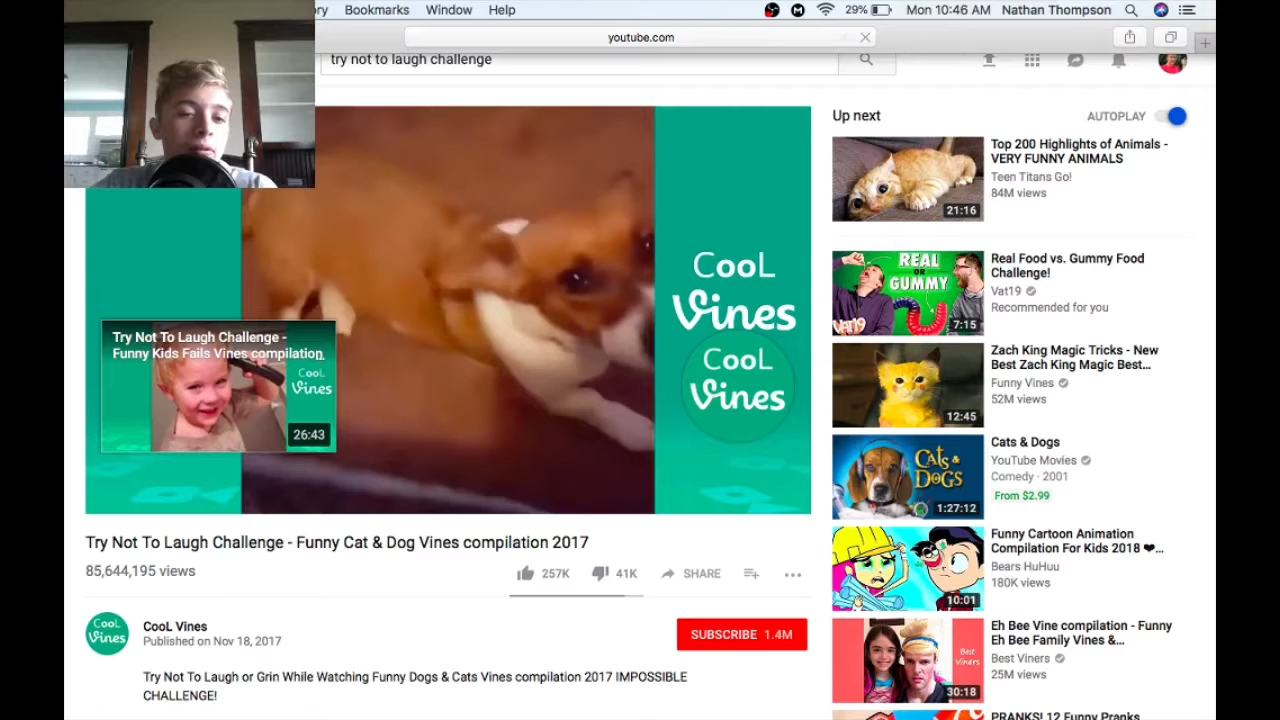 ory Bookmarks Window Help 29% Mon 10:46 AM Nathan Thompson
youtube.com
try not to laugh challenge
CooL
Vines
CooL
Vines
Try Not To Laugh Challenge -
Funny Kids Fails Vines compilation
CooL
Vines
26:43
Try Not To Laugh Challenge - Funny Cat & Dog Vines compilation 2017
85,644,195 views
257K 41K SHARE
CooL
Vines
CooL Vines
Published on Nov 18, 2017
SUBSCRIBE 1.4M
Try Not To Laugh or Grin While Watching Funny Dogs & Cats Vines compilation 2017 IMPOSSIBLE
CHALLENGE!
Up next AUTOPLAY
21:16
Top 200 Highlights of Animals -
VERY FUNNY ANIMALS
Teen Titans Go!
84M views
REAL
OR
GUMMY
VAT19
7:15
Real Food vs. Gummy Food
Challenge!
Vat19
Recommended for you
12:45
Zach King Magic Tricks - New
Best Zach King Magic Best...
Funny Vines
52M views
CATS &
DOGS
1:27:12
Cats & Dogs
YouTube Movies
Comedy · 2001
From $2.99
10:01
Funny Cartoon Animation
Compilation For Kids 2018 ❤...
Bears HuHuu
180K views
Best
Viners
30:18
Eh Bee Vine compilation - Funny
Eh Bee Family Vines &...
Best Viners
25M views
PRANKS! 12 Funny Pranks